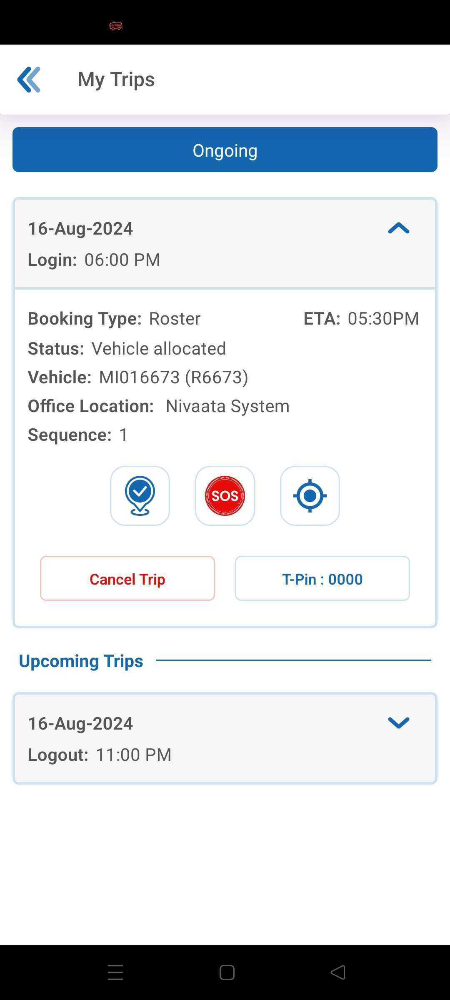 redBus
My Trips
Ongoing
16-Aug-2024
Login: 06:00 PM
Booking Type: Roster ETA: 05:30PM
Status: Vehicle allocated
Vehicle: MI016673 (R6673)
Office Location: Nivaata System
Sequence: 1
SOS
Cancel Trip T-Pin : 0000
Upcoming Trips
16-Aug-2024
Logout: 11:00 PM